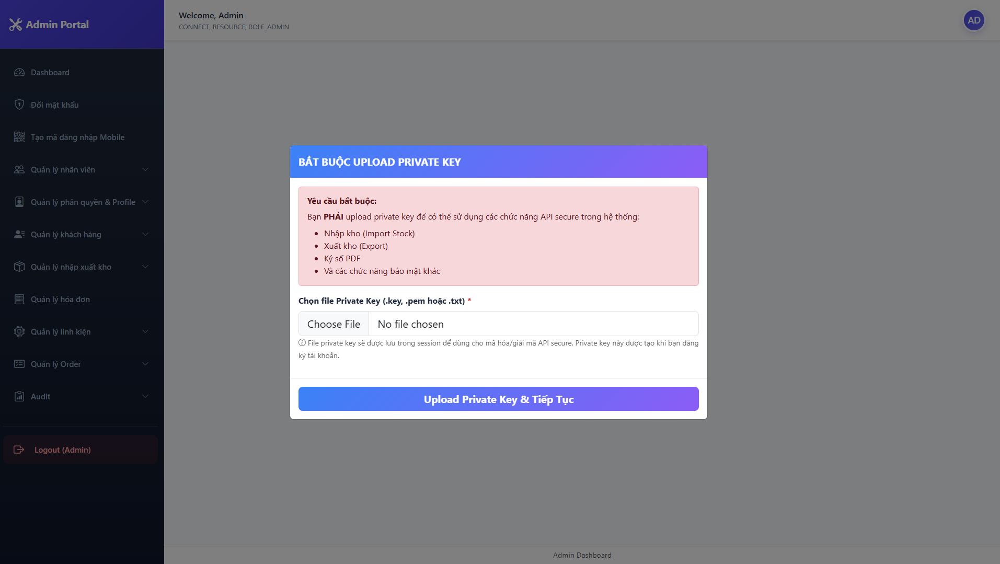 Admin Portal
Welcome, Admin
CONNECT, RESOURCE, ROLE_ADMIN
AD
Dashboard
Đổi mật khẩu
Tạo mã đăng nhập Mobile
Quản lý nhân viên
Quản lý phân quyền & Profile
Quản lý khách hàng
Quản lý nhập xuất kho
Quản lý hóa đơn
Quản lý linh kiện
Quản lý Order
Audit
Logout (Admin)
BẮT BUỘC UPLOAD PRIVATE KEY
Yêu cầu bắt buộc:
Bạn PHẢI upload private key để có thể sử dụng các chức năng API secure trong hệ thống:
Nhập kho (Import Stock)
Xuất kho (Export)
Ký số PDF
Và các chức năng bảo mật khác
Chọn file Private Key (.key, .pem hoặc .txt) *
Choose File No file chosen
File private key sẽ được lưu trong session để dùng cho mã hóa/giải mã API secure. Private key này được tạo khi bạn đăng
ký tài khoản.
Upload Private Key & Tiếp Tục
Admin Dashboard